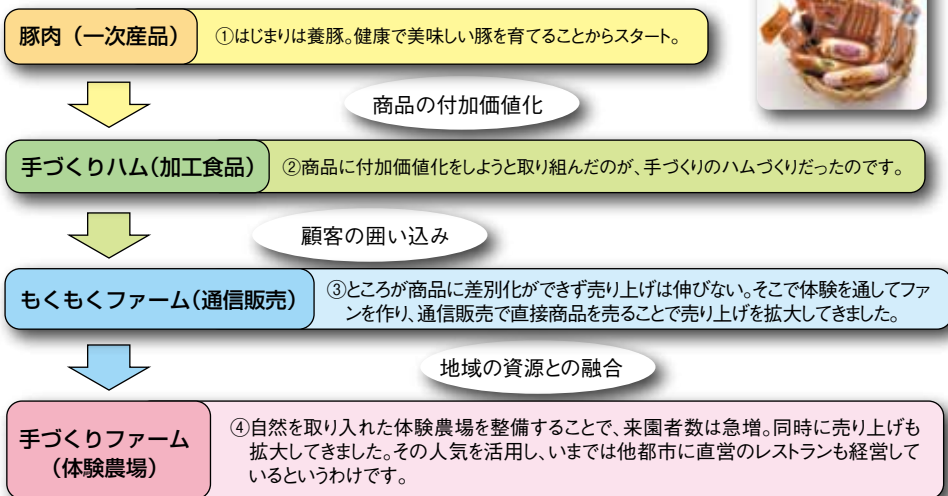 豚肉（一次産品）
①はじまりは養豚。健康で美味しい豚を育てることからスタート。
商品の付加価値化
手づくりハム（加工食品）
②商品に付加価値化をしようと取り組んだのが、手づくりのハムづくりだったのです。
顧客の囲い込み
もくもくファーム（通信販売）
③ところが商品に差別化ができず売り上げは伸びない。そこで体験を通してファ
ンを作り、通信販売で直接商品を売ることで売り上げを拡大してきました。
地域の資源との融合
手づくりファーム
（体験農場）
④自然を取り入れた体験農場を整備することで、来園者数は急増。同時に売り上げも
拡大してきました。その人気を活用し、いまでは他都市に直営のレストランも経営して
いるというわけです。